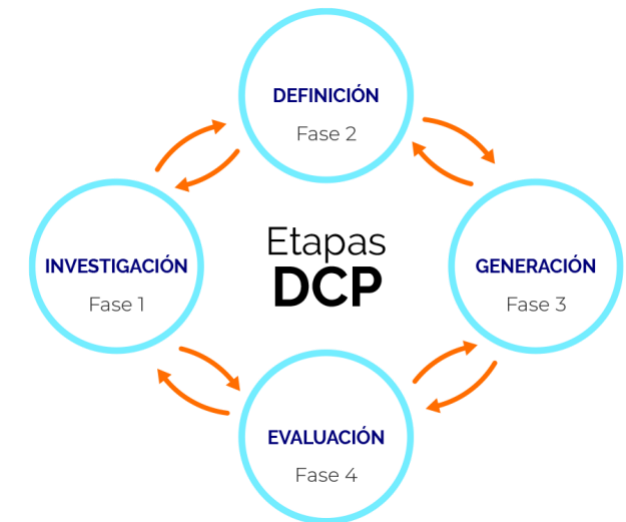 DEFINICIÓN
Fase 2
INVESTIGACIÓN
Fase 1
Etapas
DCP
GENERACIÓN
Fase 3
EVALUACIÓN
Fase 4